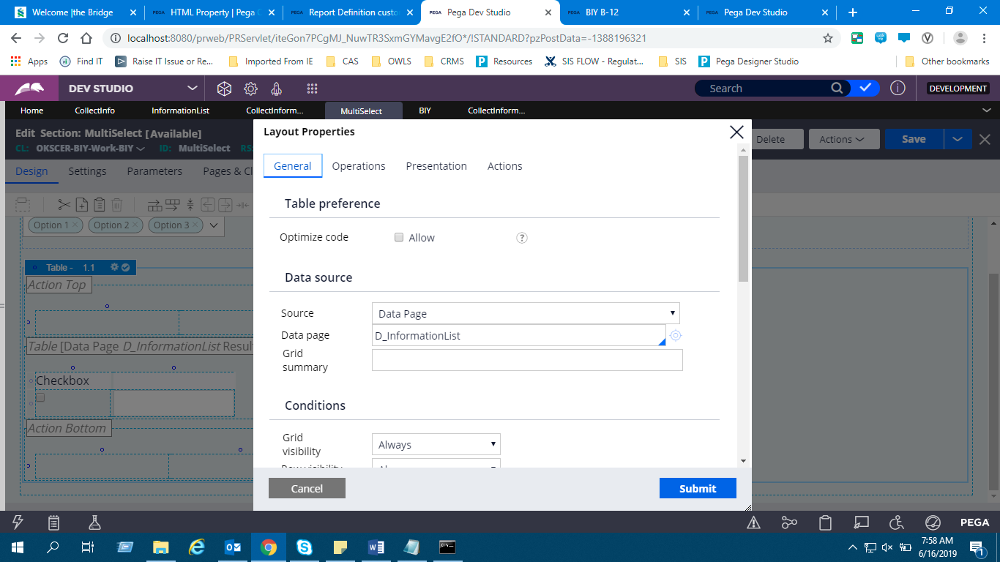 Welcome |the Bridge
PEGA HTML Property | Pega C
PEGA Report Definition custo
PEGA Pega Dev Studio
PEGA BIY B-12
PEGA Pega Dev Studio
localhost:8080/prweb/PRServlet/iteGon7PCgMJ_NuwTR3SxmGYMavgE2fO*/!STANDARD?pzPostData=-1388196321
Apps Find IT Raise IT Issue or Re... Imported From IE CAS OWLS CRMS Resources SIS FLOW - Regulat... SIS Pega Designer Studio Other bookmarks
DEV STUDIO Search DEVELOPMENT
Home CollectInfo InformationList CollectInform... MultiSelect BIY CollectInform...
Edit Section: MultiSelect [Available]
CL: OKSCER-BIY-Work-BIY ID: MultiSelect RS:
Delete Actions Save
Design Settings Parameters Pages & Cl
Option 1 × Option 2 × Option 3 ×
Table - 1.1
Action Top
Table [Data Page D_InformationList Resul
Checkbox
Action Bottom
Layout Properties
General Operations Presentation Actions
Table preference
Optimize code Allow ?
Data source
Source Data Page
Data page D_InformationList
Grid
summary
Conditions
Grid
visibility Always
Cancel Submit
PEGA
7:58 AM
6/16/2019
1